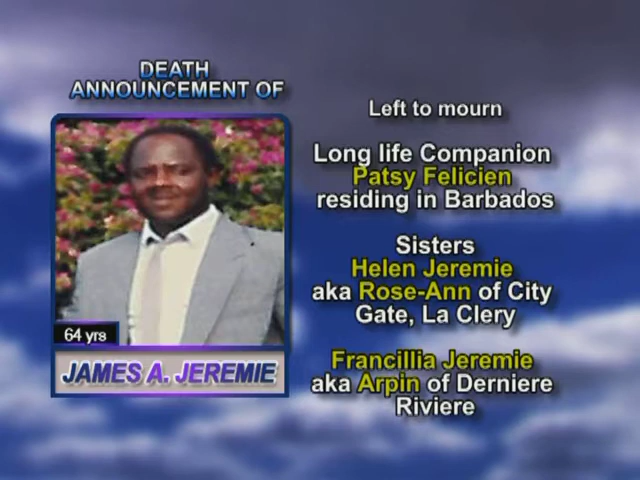 DEATH
ANNOUNCEMENT OF
64 yrs
JAMES A. JEREMIE
Left to mourn
Long life Companion
Patsy Felicien
residing in Barbados
Sisters
Helen Jeremie
aka Rose-Ann of City
Gate, La Clery
Francillia Jeremie
aka Arpin of Derniere
Riviere